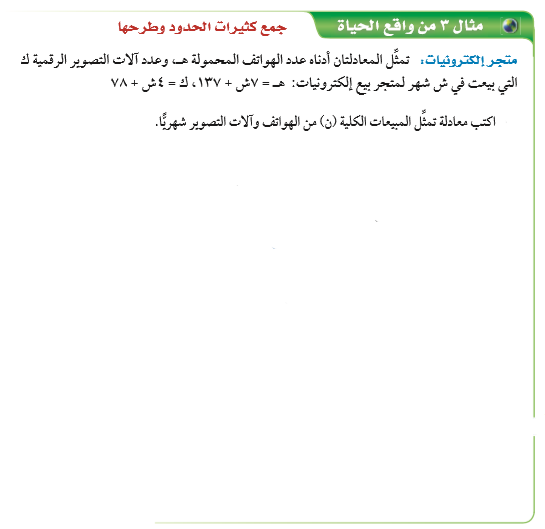 مثال ٣ من واقع الحياة
جمع كثيرات الحدود وطرحها
متجر إلكترونيات: تمثِّل المعادلتان أدناه عدد الهواتف المحمولة هـ، وعدد آلات التصوير الرقمية ك
التي بيعت في ش شهر لمتجر بيع إلكترونيات: هـ = ٧ش + ١٣٧، ك = ٤ش + ٧٨
اكتب معادلة تمثِّل المبيعات الكلية (ن) من الهواتف وآلات التصوير شهريًّا.